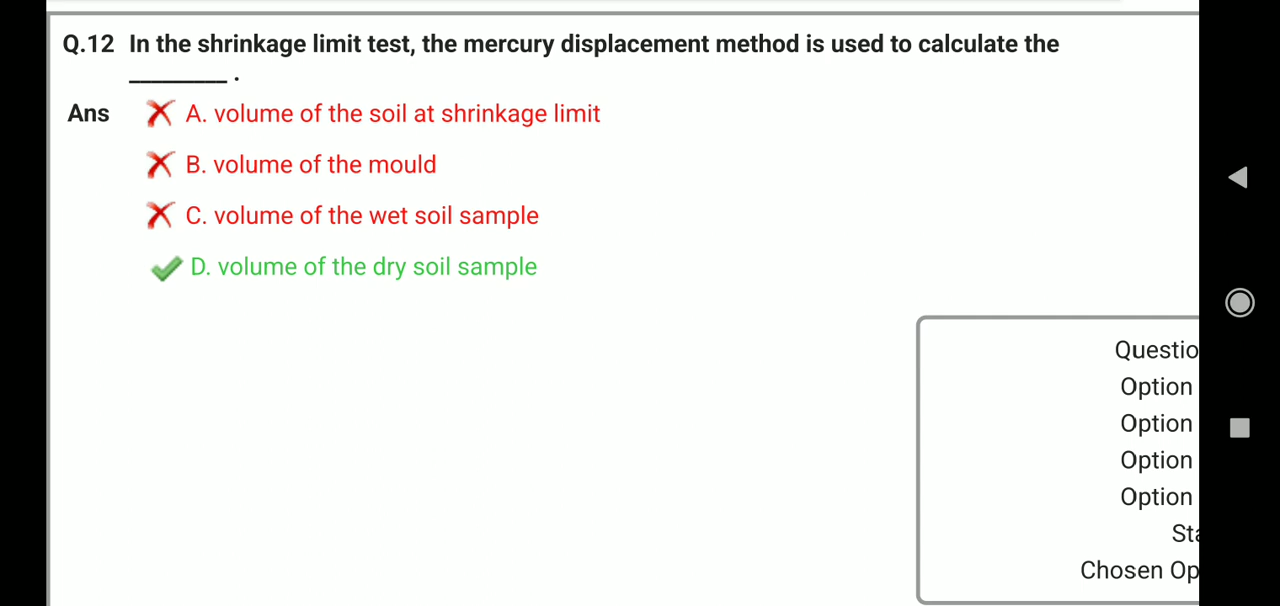 Q.12 In the shrinkage limit test, the mercury displacement method is used to calculate the
________ .
Ans A. volume of the soil at shrinkage limit
B. volume of the mould
C. volume of the wet soil sample
D. volume of the dry soil sample
Questio
Option
Option
Option
Option
Sta
Chosen Op